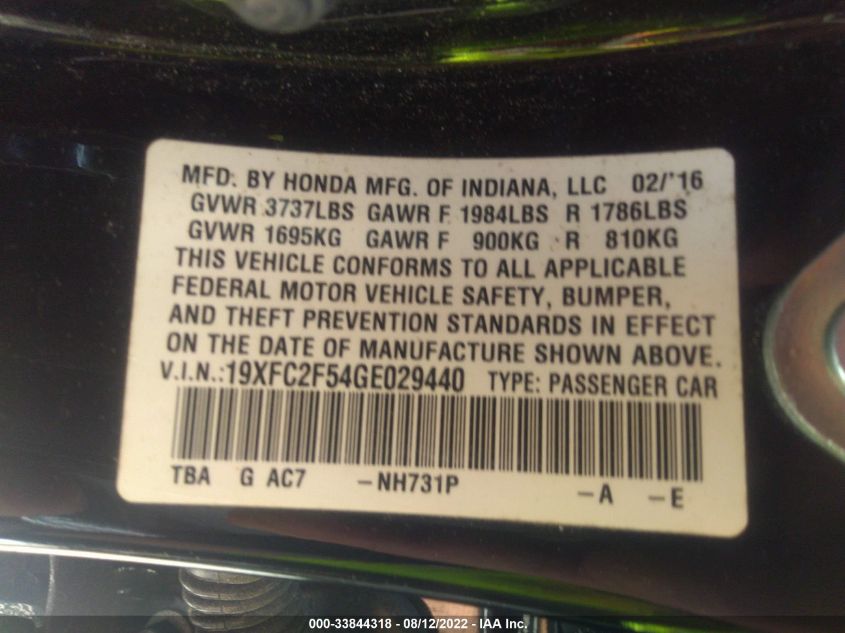 MFD. BY HONDA MFG. OF INDIANA, LLC 02/'16
GVWR 3737LBS GAWR F 1984LBS R 1786LBS
GVWR 1695KG GAWR F 900KG R 810KG
THIS VEHICLE CONFORMS TO ALL APPLICABLE
FEDERAL MOTOR VEHICLE SAFETY, BUMPER,
AND THEFT PREVENTION STANDARDS IN EFFECT
ON THE DATE OF MANUFACTURE SHOWN ABOVE.
V.I.N.:19XFC2F54GE029440 TYPE: PASSENGER CAR
TBA G AC7 -NH731P -A -E
000-33844318 - 08/12/2022 - IAA Inc.